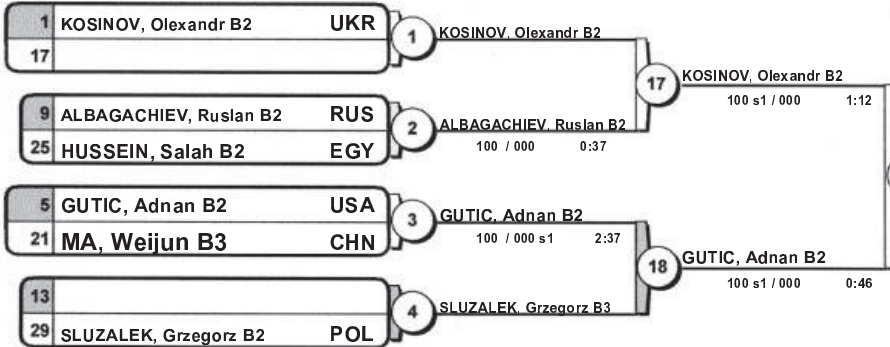 1 KOSINOV, Olexandr B2 UKR
17
1
KOSINOV, Olexandr B2
9 ALBAGACHIEV, Ruslan B2 RUS
25 HUSSEIN, Salah B2 EGY
2
ALBAGACHIEV, Ruslan B2
100 / 000 0:37
17
KOSINOV, Olexandr B2
100 s1 / 000 1:12
5 GUTIC, Adnan B2 USA
21 MA, Weijun B3 CHN
3
GUTIC, Adnan B2
100 / 000 s1 2:37
13
29 SLUZALEK, Grzegorz B2 POL
4
SLUZALEK, Grzegorz B3
18
GUTIC, Adnan B2
100 s1 / 000 0:46